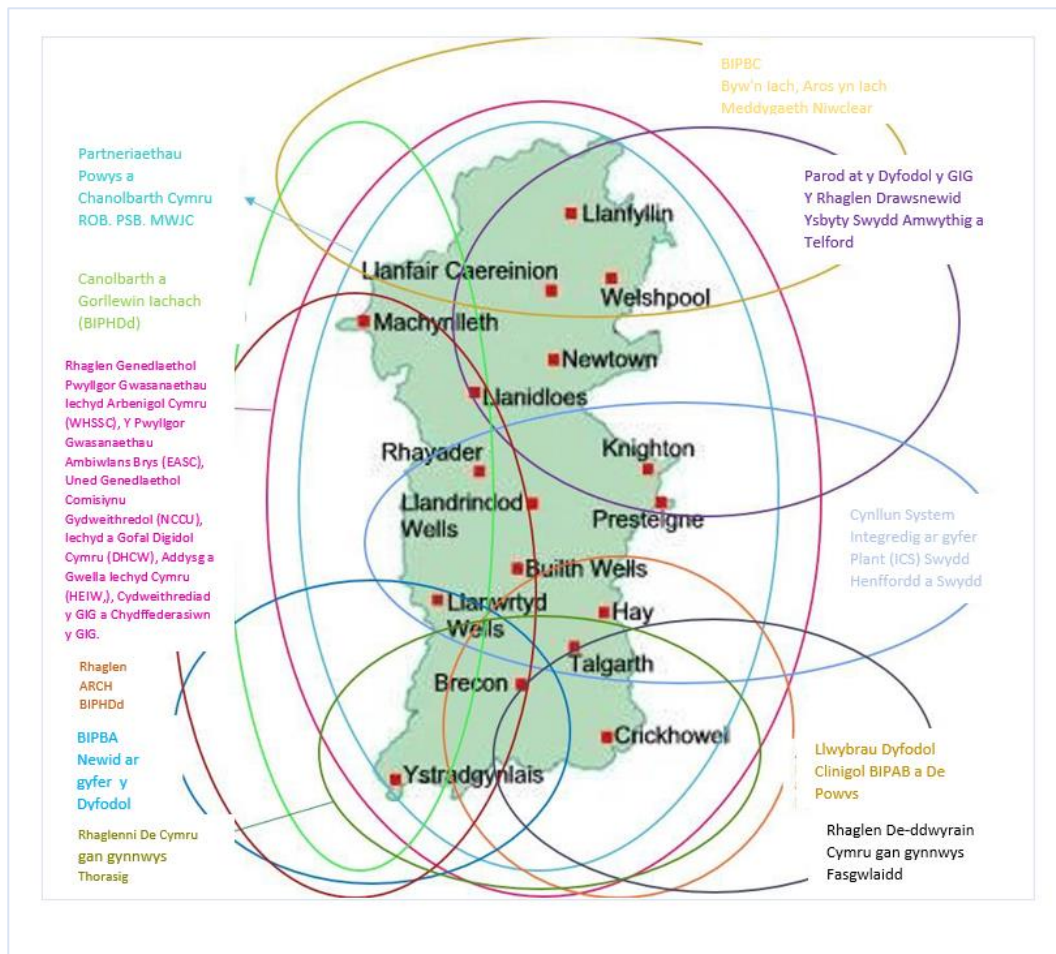 BIPBC
Byw'n Iach, Aros yn Iach
Meddygaeth Niwclear
Partneriaethau
Powys a
Chanolbarth Cymru
ROB. PSB. MWJC
Parod at y Dyfodol y GIG
Y Rhaglen Drawsnewid
Ysbyty Swydd Amwythig a
Telford
Canolbarth a
Gorllewin Iachach
(BIPHDd)
Rhaglen Genedlaethol
Pwyllgor Gwasanaethau
Iechyd Arbenigol Cymru
(WHSSC), Y Pwyllgor
Gwasanaethau
Ambiwlans Brys (EASC),
Uned Genedlaethol
Comisiynu
Gydweithredol (NCCU),
Iechyd a Gofal Digidol
Cymru (DHCW), Addysg a
Gwella Iechyd Cymru
(HEIW,), Cydweithrediad
y GIG a Chydffederasiwn
y GIG.
Rhaglen
ARCH
BIPHDd
BIPBA
Newid ar
gyfer y
Dyfodol
Rhaglenni De Cymru
gan gynnwys
Thorasig
Llanfyllin
Llanfair Caereinion
Welshpool
Machynlleth
Newtown
Llanidloes
Rhayader
Knighton
Llandrindod
Wells
Presteigne
Builth Wells
Llanwrtyd
Wells
Hay
Talgarth
Brecon
Crickhowel
Ystradgynlais
Cynllun System
Integredig ar gyfer
Plant (ICS) Swydd
Henffordd a Swydd
Llwybrau Dyfodol
Clinigol BIPAB a De
Powys
Rhaglen De-ddwyrain
Cymru gan gynnwys
Fasgwlaidd